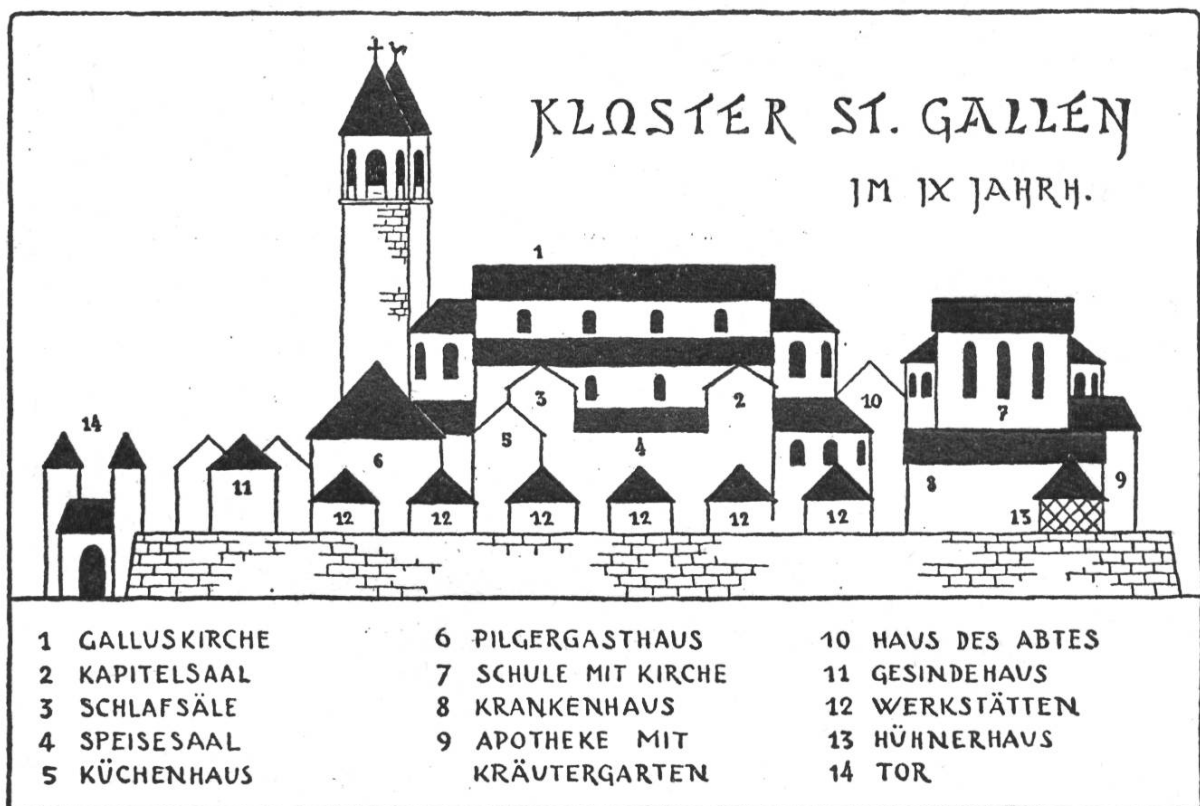 KLOSTER ST. GALLEN
IM IX JAHRH.
1
14
3
2
10
7
5
4
6
11
8
9
12 12 12 12 12 12
13
1 GALLUSKIRCHE
2 KAPITELSAAL
3 SCHLAFSÄLE
4 SPEISESAAL
5 KÜCHENHAUS
6 PILGERGASTHAUS
7 SCHULE MIT KIRCHE
8 KRANKENHAUS
9 APOTHEKE MIT
KRÄUTERGARTEN
10 HAUS DES ABTES
11 GESINDEHAUS
12 WERKSTÄTTEN
13 HÜHNERHAUS
14 TOR